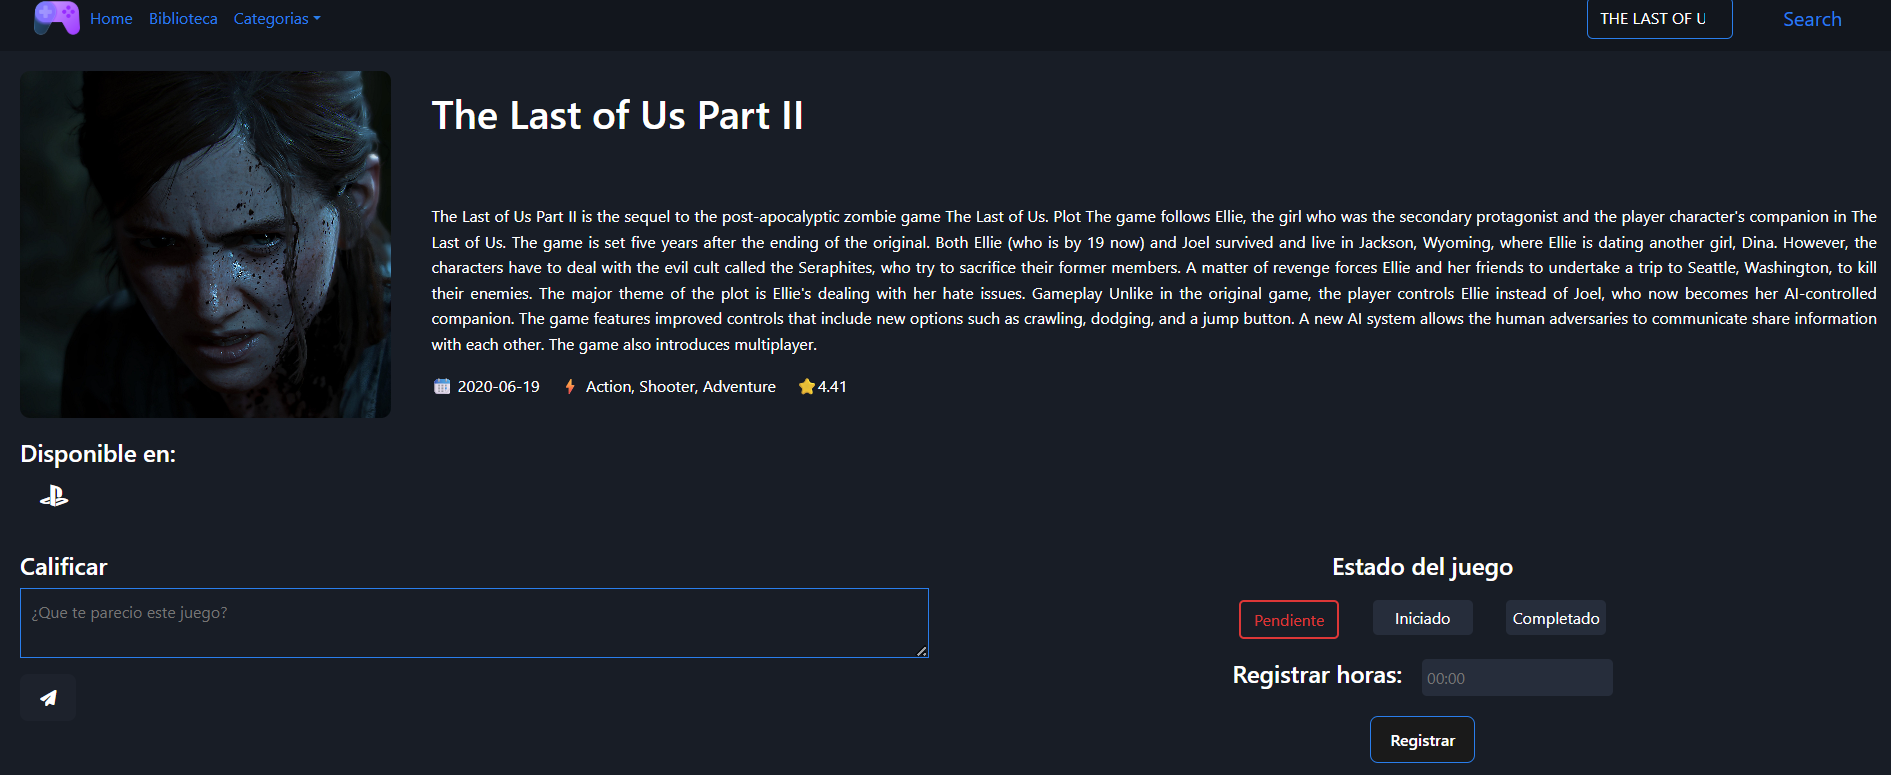 Home Biblioteca Categorias THE LAST OF U Search
The Last of Us Part II
The Last of Us Part II is the sequel to the post-apocalyptic zombie game The Last of Us. Plot The game follows Ellie, the girl who was the secondary protagonist and the player character's companion in The
Last of Us. The game is set five years after the ending of the original. Both Ellie (who is by 19 now) and Joel survived and live in Jackson, Wyoming, where Ellie is dating another girl, Dina. However, the
characters have to deal with the evil cult called the Seraphites, who try to sacrifice their former members. A matter of revenge forces Ellie and her friends to undertake a trip to Seattle, Washington, to kill
their enemies. The major theme of the plot is Ellie's dealing with her hate issues. Gameplay Unlike in the original game, the player controls Ellie instead of Joel, who now becomes her AI-controlled
companion. The game features improved controls that include new options such as crawling, dodging, and a jump button. A new AI system allows the human adversaries to communicate share information
with each other. The game also introduces multiplayer.
2020-06-19 Action, Shooter, Adventure 4.41
Disponible en:
Calificar
¿Que te parecio este juego?
Estado del juego
Pendiente Iniciado Completado
Registrar horas: 00:00
Registrar